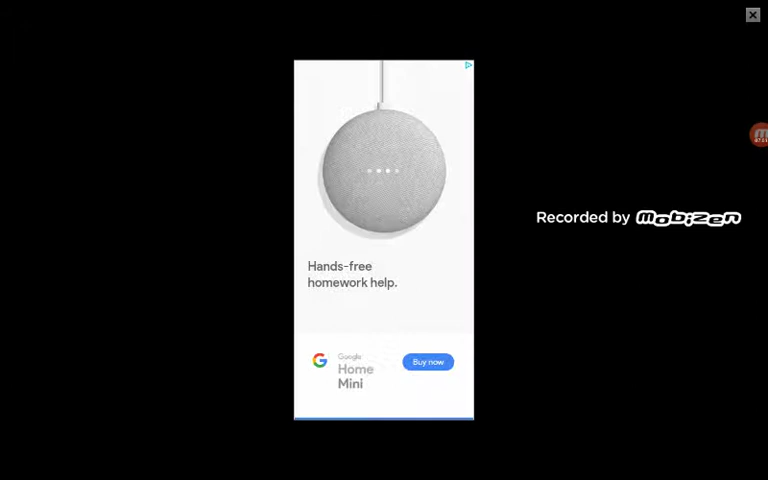 Hands-free
homework help.
Google
Home
Mini
Buy now
Recorded by mobizen